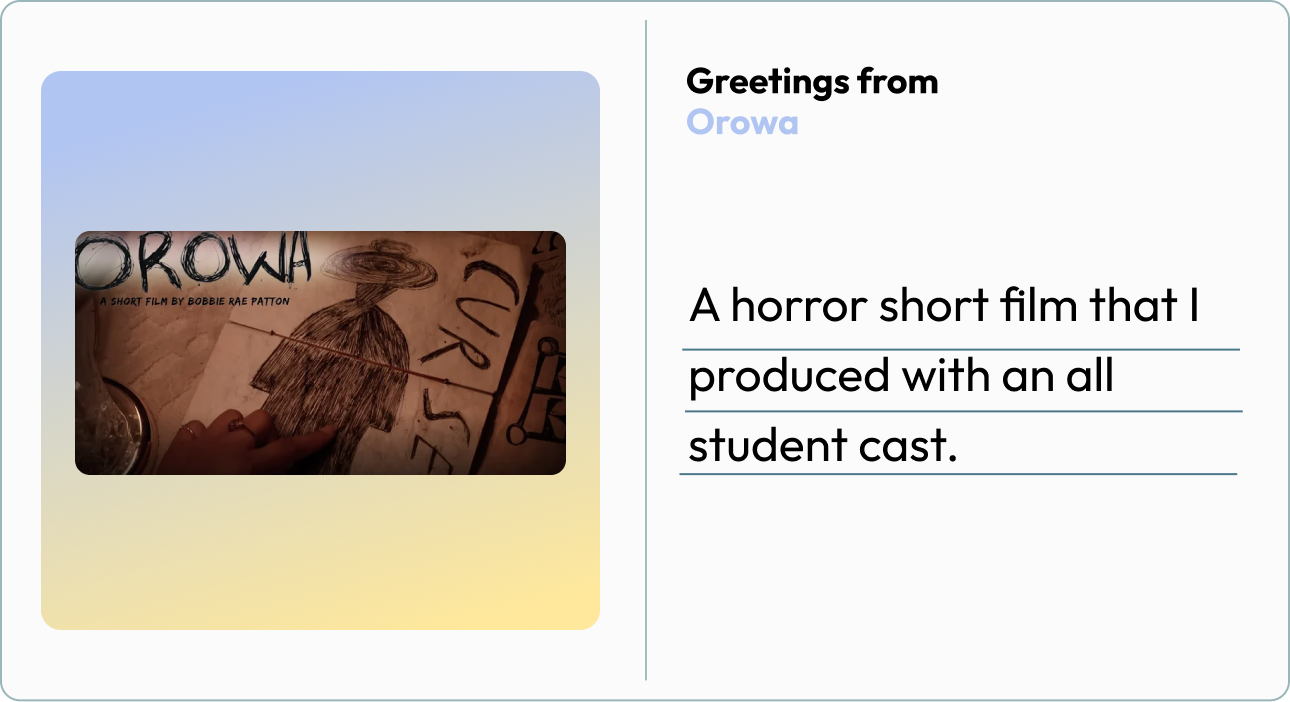 OROWA
A SHORT FILM BY BOBBIE RAE PATTON
CURSE
Greetings from
Orowa
A horror short film that I
produced with an all
student cast.